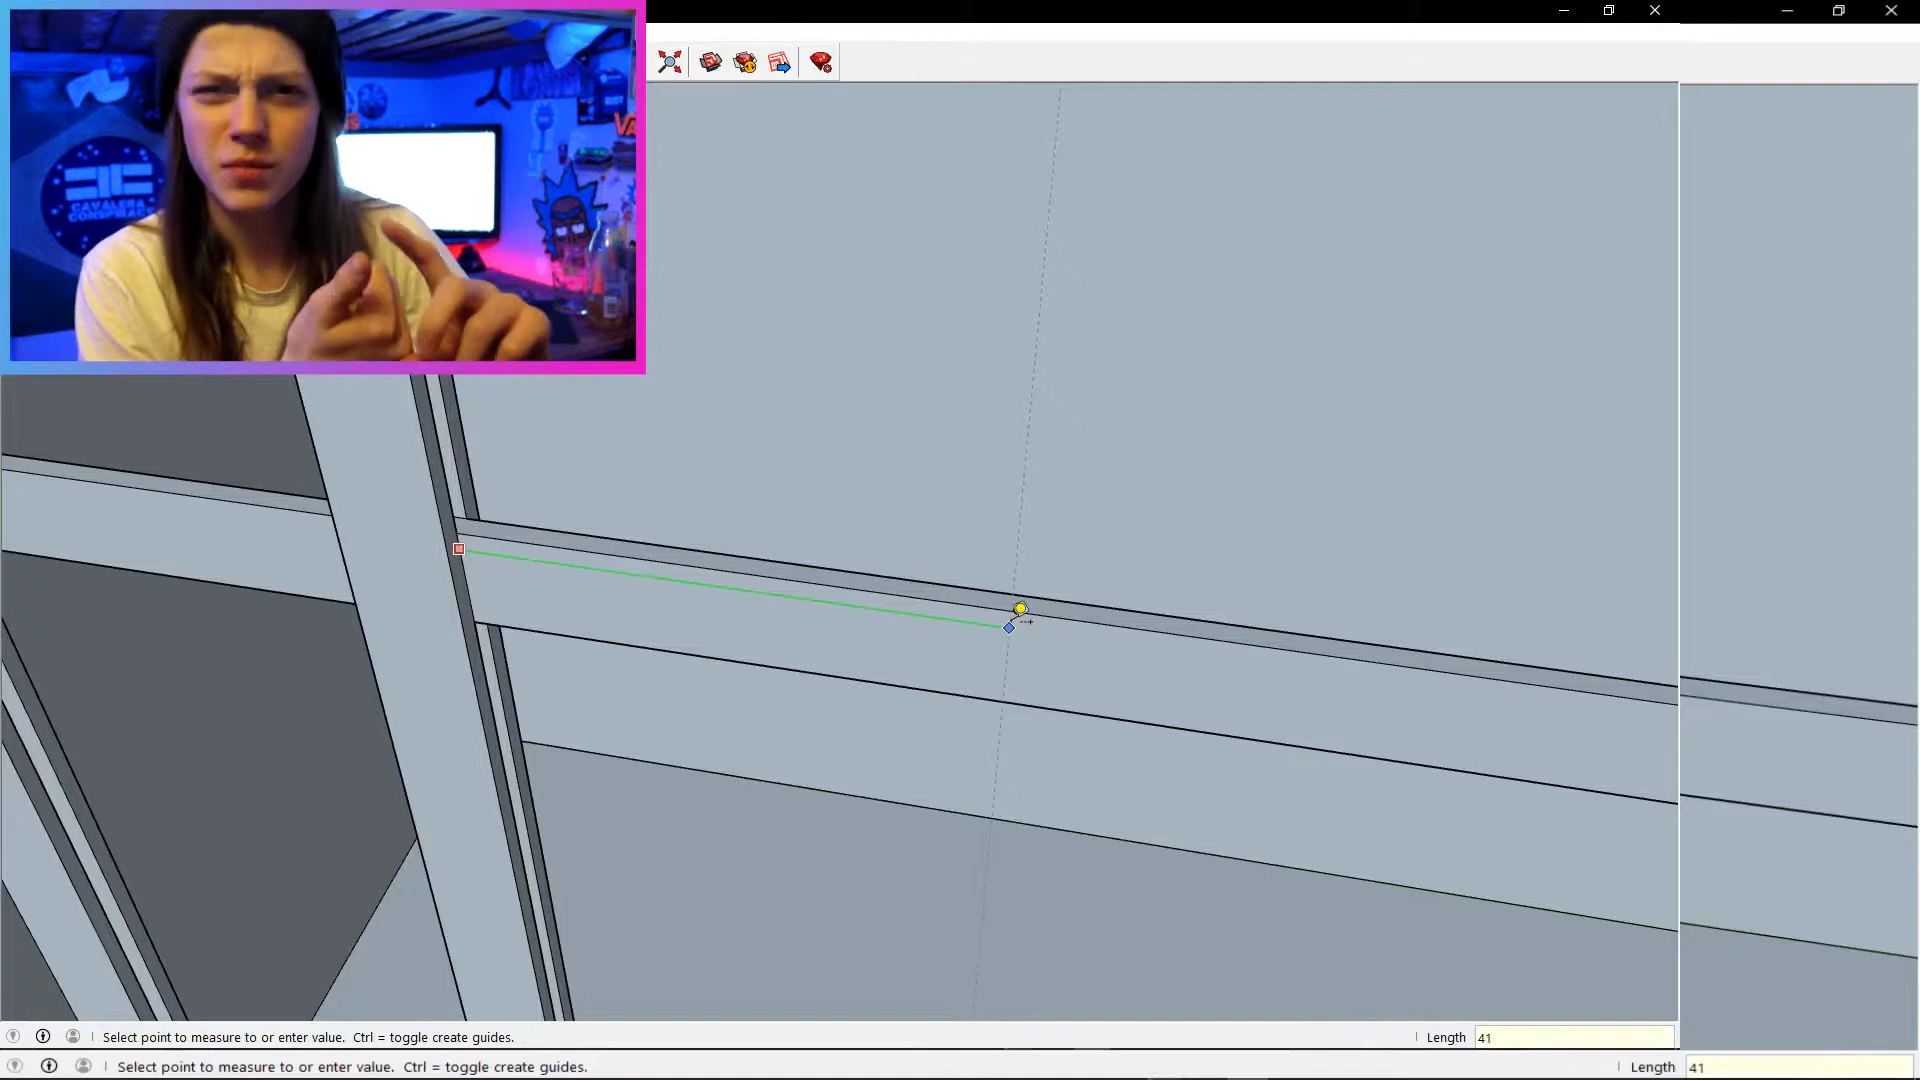 CAVALERA
CONSPIRACY
Select point to measure to or enter value. Ctrl = toggle create guides.
Length 41
Select point to measure to or enter value. Ctrl = toggle create guides.
Length 41